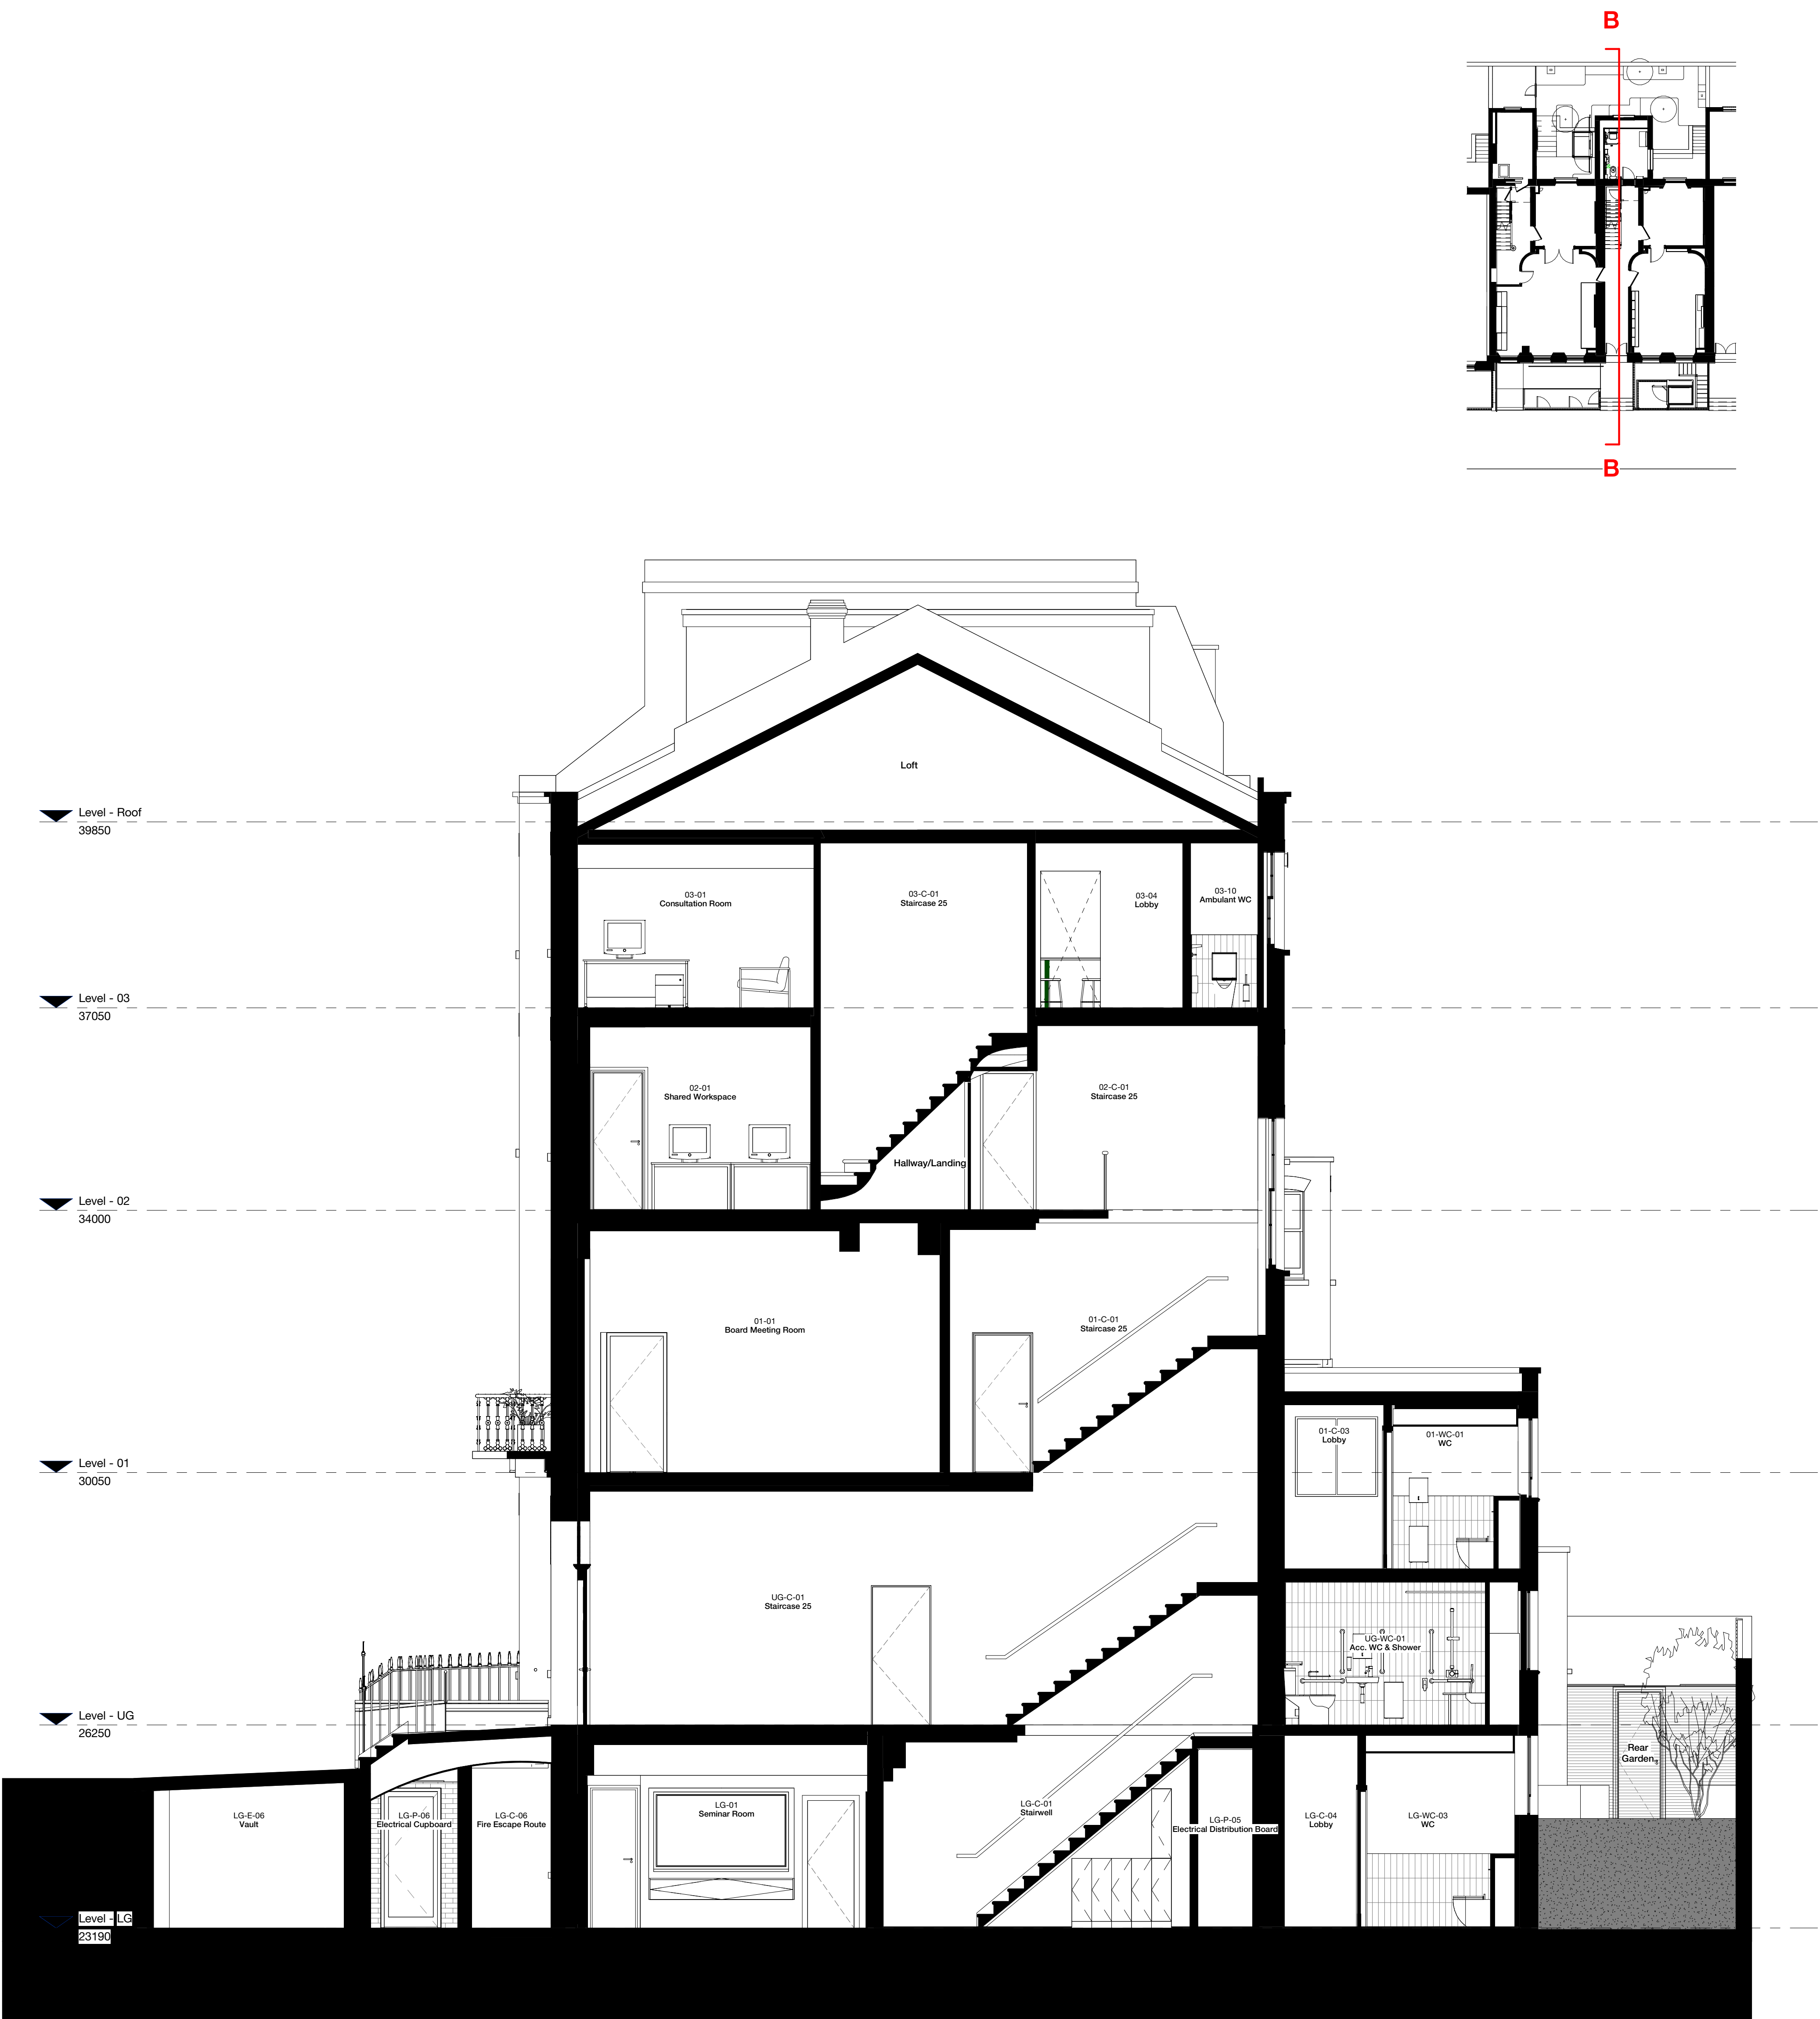 B
B
Loft
Level - Roof
39850
03-01
Consultation Room
03-C-01
Staircase 25
03-04
Lobby
03-10
Ambulant WC
Level - 03
37050
02-01
Shared Workspace
02-C-01
Staircase 25
Hallway/Landing
Level - 02
34000
01-01
Board Meeting Room
01-C-01
Staircase 25
01-C-03
Lobby
01-WC-01
WC
Level - 01
30050
UG-C-01
Staircase 25
UG-WC-01
Acc. WC & Shower
Level - UG
26250
Rear
Garden
LG-E-06
Vault
LG-P-06
Electrical Cupboard
LG-C-06
Fire Escape Route
LG-01
Seminar Room
LG-C-01
Stairwell
LG-P-05
Electrical Distribution Board
LG-C-04
Lobby
LG-WC-03
WC
Level - LG
23190